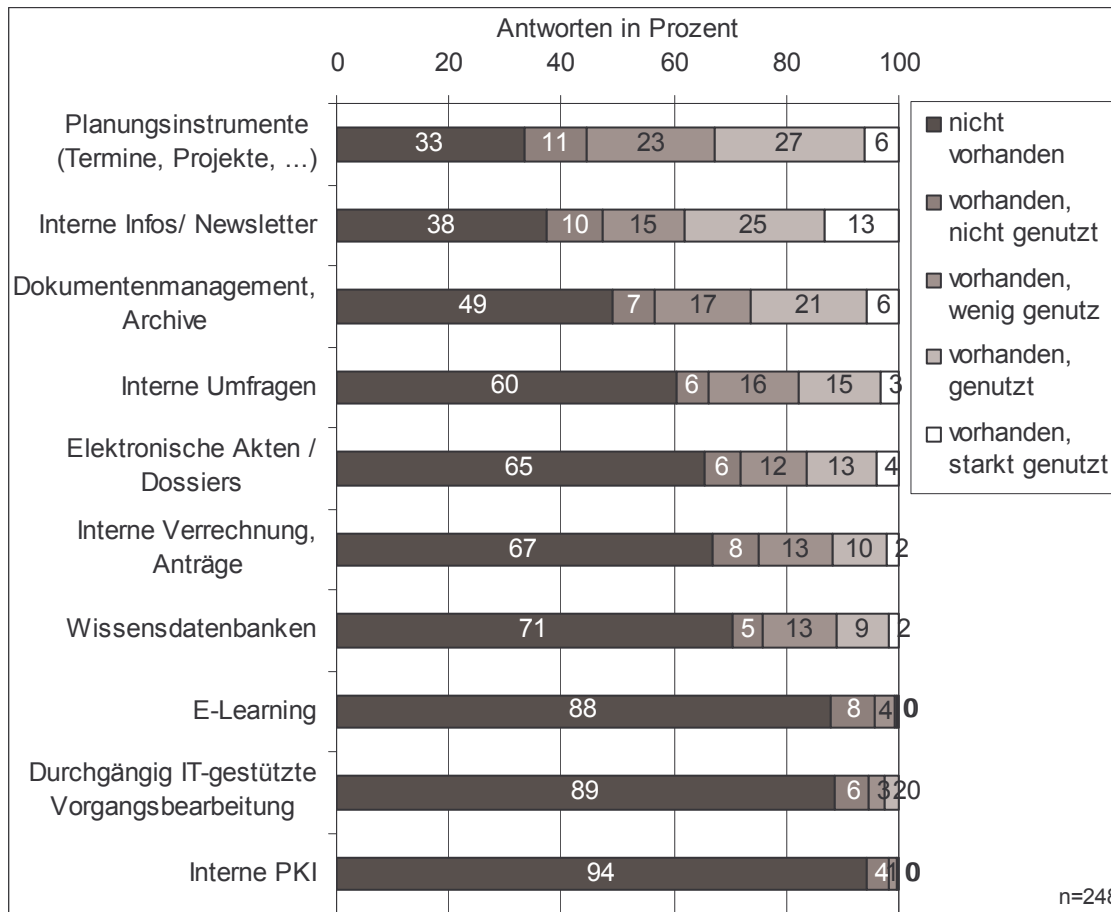 Antworten in Prozent
0 20 40 60 80 100
Planungsinstrumente
(Termine, Projekte, …)
33 11 23 27 6
Interne Infos/ Newsletter
38 10 15 25 13
Dokumentenmanagement,
Archive
49 7 17 21 6
Interne Umfragen
60 6 16 15 3
Elektronische Akten /
Dossiers
65 6 12 13 4
Interne Verrechnung,
Anträge
67 8 13 10 2
Wissensdatenbanken
71 5 13 9 2
E-Learning
88 8 4 0
Durchgängig IT-gestützte
Vorgangsbearbeitung
89 6 3 2 0
Interne PKI
94 4 1 0
nicht
vorhanden
vorhanden,
nicht genutzt
vorhanden,
wenig genutz
vorhanden,
genutzt
vorhanden,
starkt genutzt
n=248